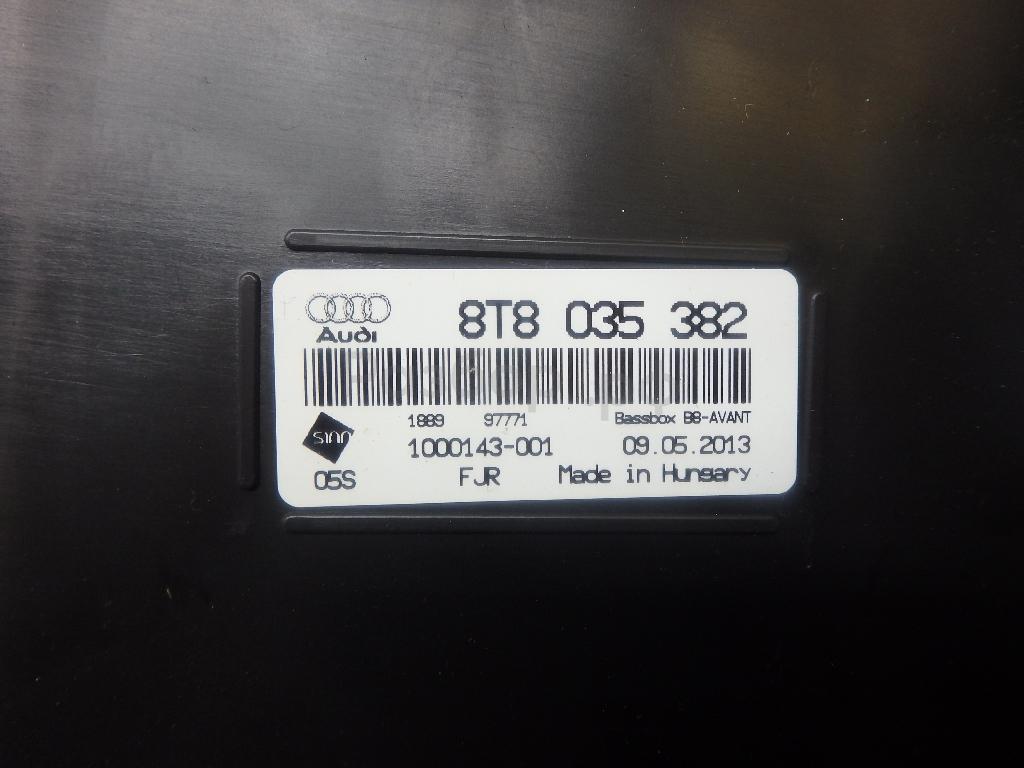 8T8 035 382
Audi
1889 97771 Bassbox B8-AVANT
1000143-001 09.05.2013
05S FJR Made in Hungary